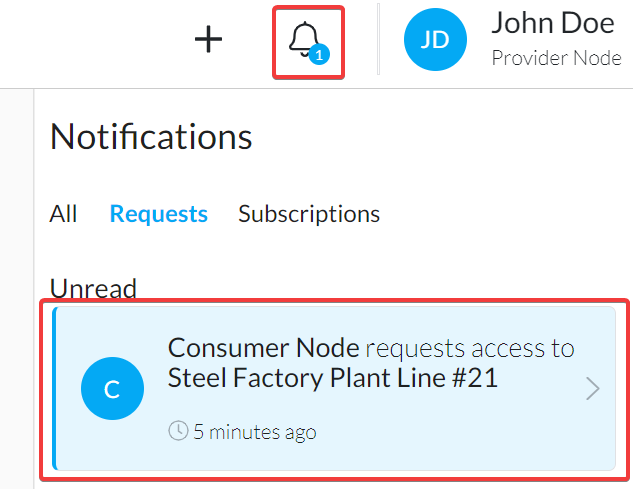 +
1
JD
John Doe
Provider Node
Notifications
All Requests Subscriptions
Unread
C
Consumer Node requests access to
Steel Factory Plant Line #21
5 minutes ago